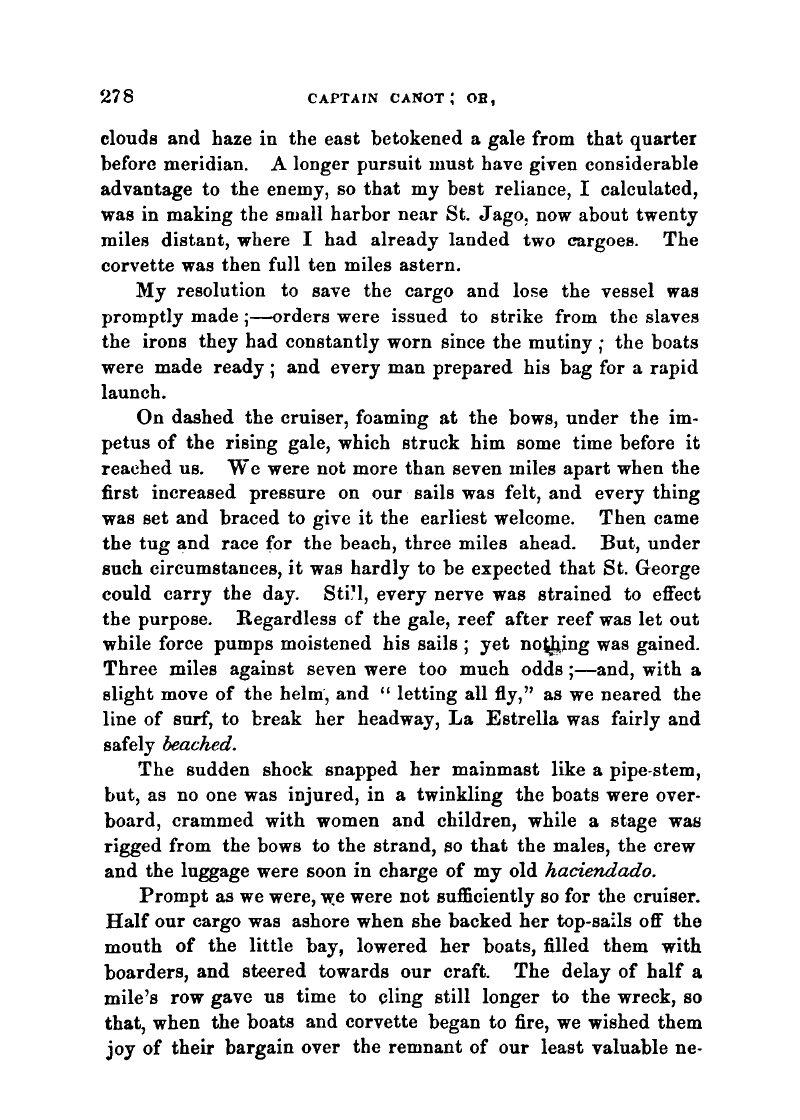 278 CAPTAIN CANOT; OR,
clouds and haze in the east betokened a gale from that quarter
before meridian. A longer pursuit must have given considerable
advantage to the enemy, so that my best reliance, I calculated,
was in making the small harbor near St. Jago, now about twenty
miles distant, where I had already landed two cargoes. The
corvette was then full ten miles astern.
My resolution to save the cargo and lose the vessel was
promptly made ;—orders were issued to strike from the slaves
the irons they had constantly worn since the mutiny ; the boats
were made ready ; and every man prepared his bag for a rapid
launch.
On dashed the cruiser, foaming at the bows, under the im-
petus of the rising gale, which struck him some time before it
reached us. We were not more than seven miles apart when the
first increased pressure on our sails was felt, and every thing
was set and braced to give it the earliest welcome. Then came
the tug and race for the beach, three miles ahead. But, under
such circumstances, it was hardly to be expected that St. George
could carry the day. Still, every nerve was strained to effect
the purpose. Regardless of the gale, reef after reef was let out
while force pumps moistened his sails ; yet nothing was gained.
Three miles against seven were too much odds ;—and, with a
slight move of the helm, and “ letting all fly,” as we neared the
line of surf, to break her headway, La Estrella was fairly and
safely beached.
The sudden shock snapped her mainmast like a pipe-stem,
but, as no one was injured, in a twinkling the boats were over-
board, crammed with women and children, while a stage was
rigged from the bows to the strand, so that the males, the crew
and the luggage were soon in charge of my old haciendado.
Prompt as we were, we were not sufficiently so for the cruiser.
Half our cargo was ashore when she backed her top-sails off the
mouth of the little bay, lowered her boats, filled them with
boarders, and steered towards our craft. The delay of half a
mile's row gave us time to cling still longer to the wreck, so
that, when the boats and corvette began to fire, we wished them
joy of their bargain over the remnant of our least valuable ne-